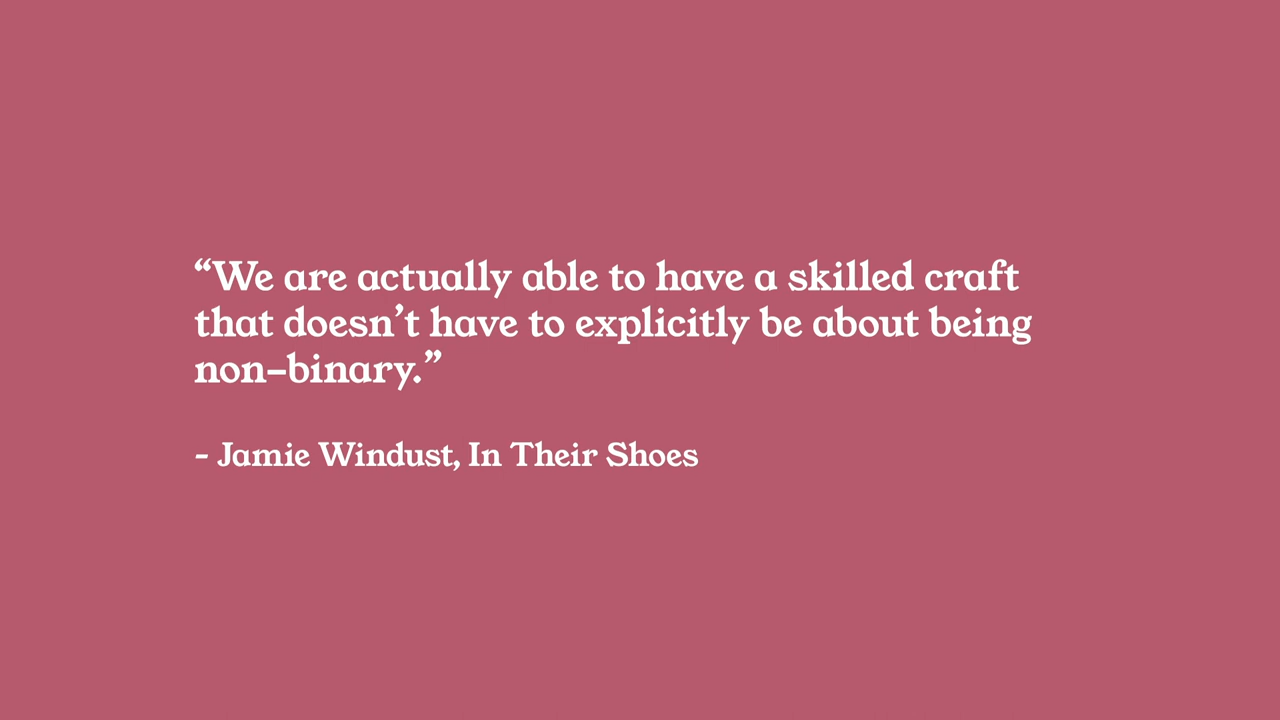 “We are actually able to have a skilled craft
that doesn’t have to explicitly be about being
non–binary.”
- Jamie Windust, In Their Shoes